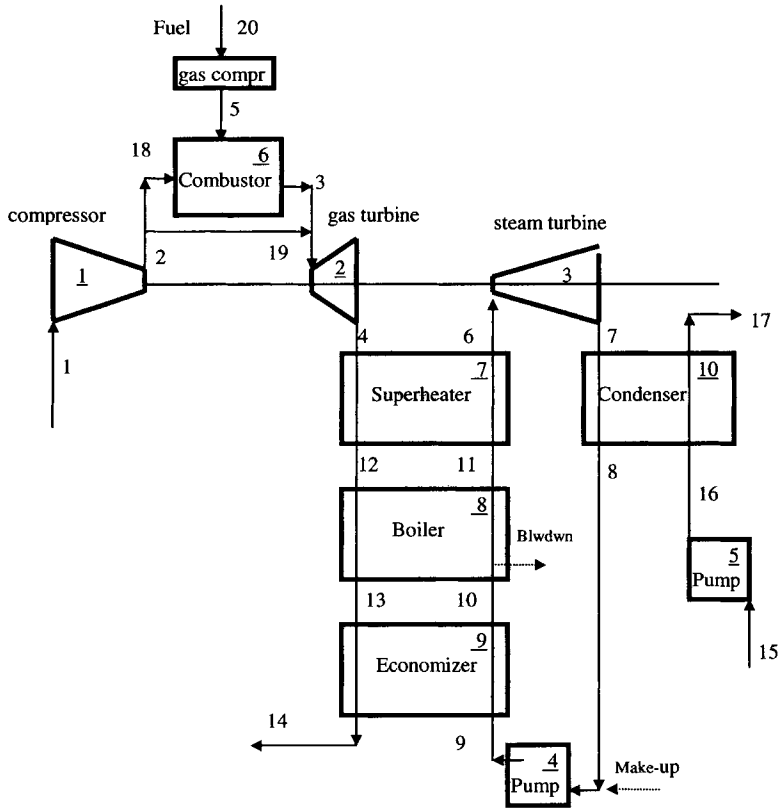 Fuel 20
gas compr
5
18
6
Combustor
3
compressor
gas turbine
steam turbine
2
19
1
2
3
1
4
6
7
17
7
Superheater
10
Condenser
12
11
8
16
8
Boiler
Blwdwn
5
Pump
13
10
9
Economizer
15
14
9
4
Pump
Make-up